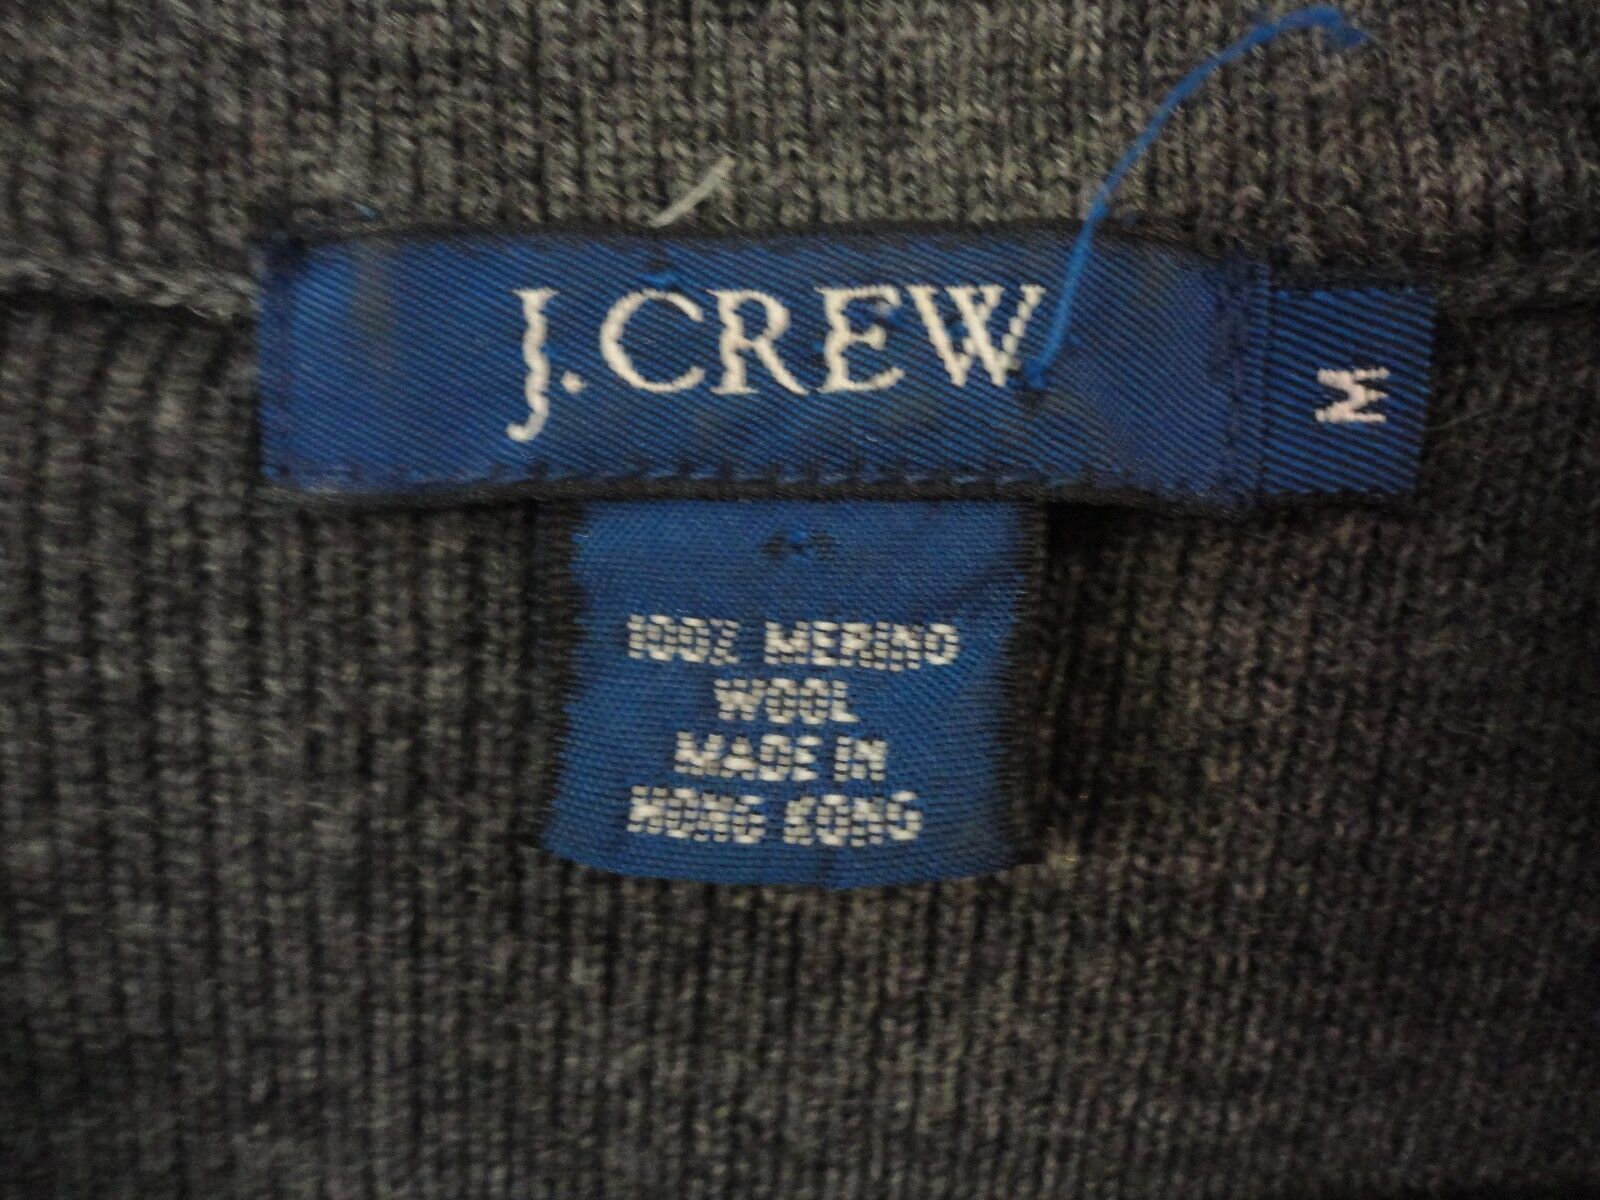 J.CREW
M
100% MERINO
WOOL
MADE IN
HONG KONG